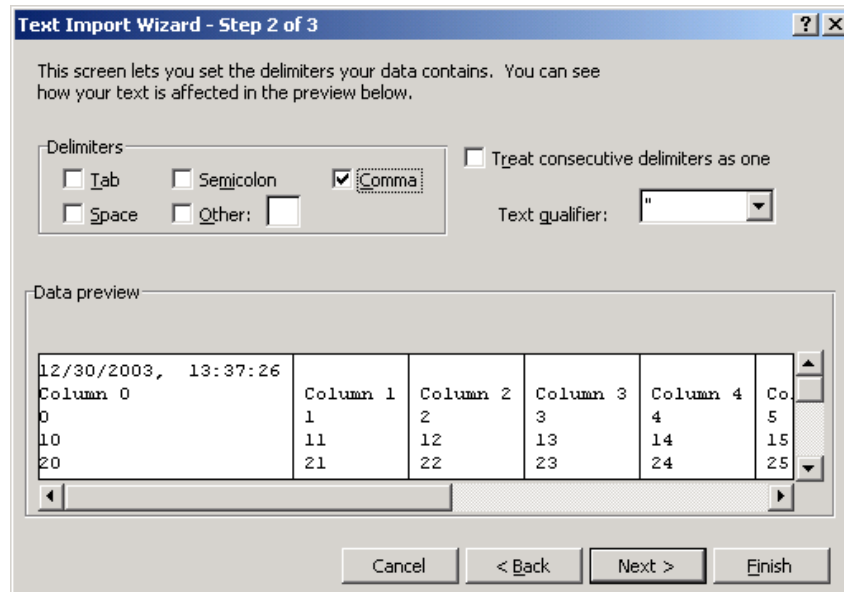 Text Import Wizard - Step 2 of 3
This screen lets you set the delimiters your data contains. You can see
how your text is affected in the preview below.
Delimiters
Tab Semicolon Comma
Space Other:
Treat consecutive delimiters as one
Text qualifier: "
Data preview
12/30/2003, 13:37:26
Column 0 Column 1 Column 2 Column 3 Column 4
0 1 2 3 4 5
10 11 12 13 14 15
20 21 22 23 24 25
Cancel < Back Next > Finish